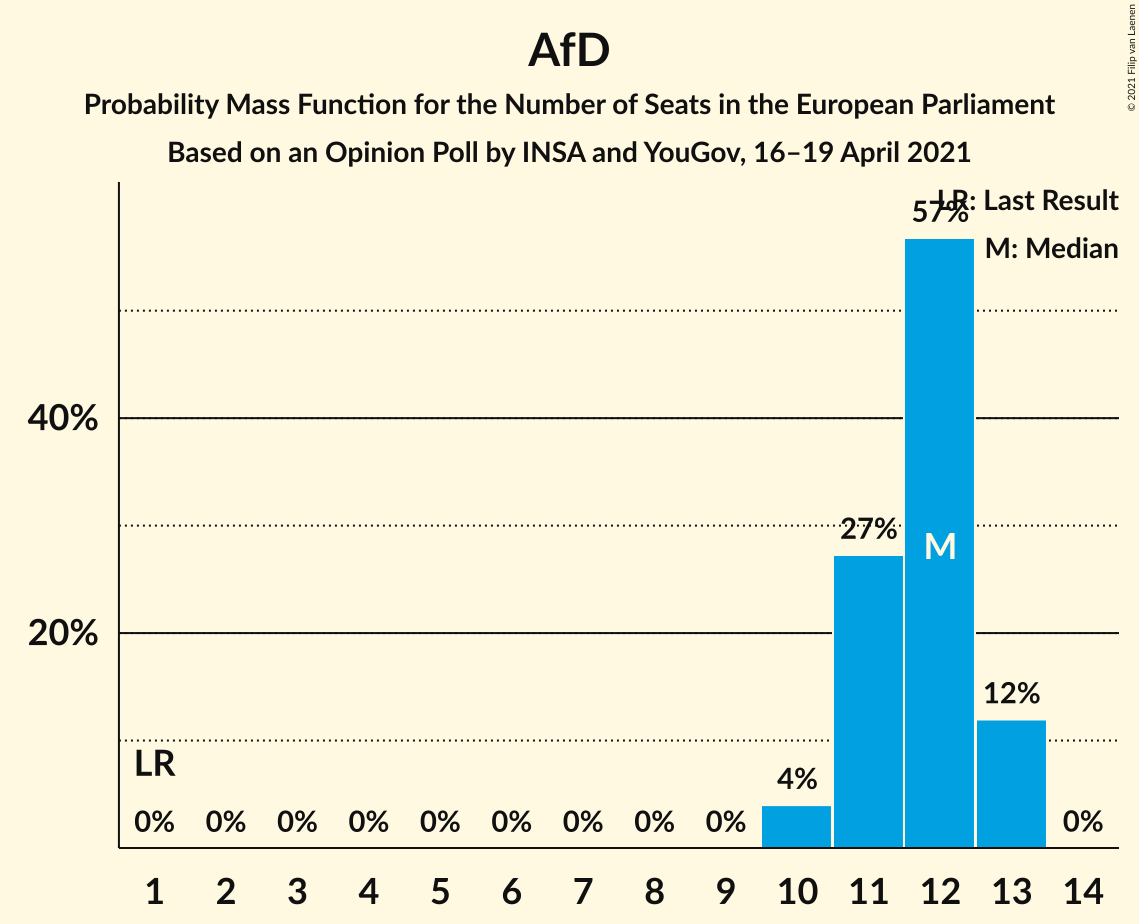 AfD
Probability Mass Function for the Number of Seats in the European Parliament
Based on an Opinion Poll by INSA and YouGov, 16–19 April 2021
© 2021 Filip van Laenen
LR: Last Result
M: Median
57%
40%
27%
M
20%
12%
LR
4%
0% 0% 0% 0% 0% 0% 0% 0% 0% 0%
1 2 3 4 5 6 7 8 9 10 11 12 13 14